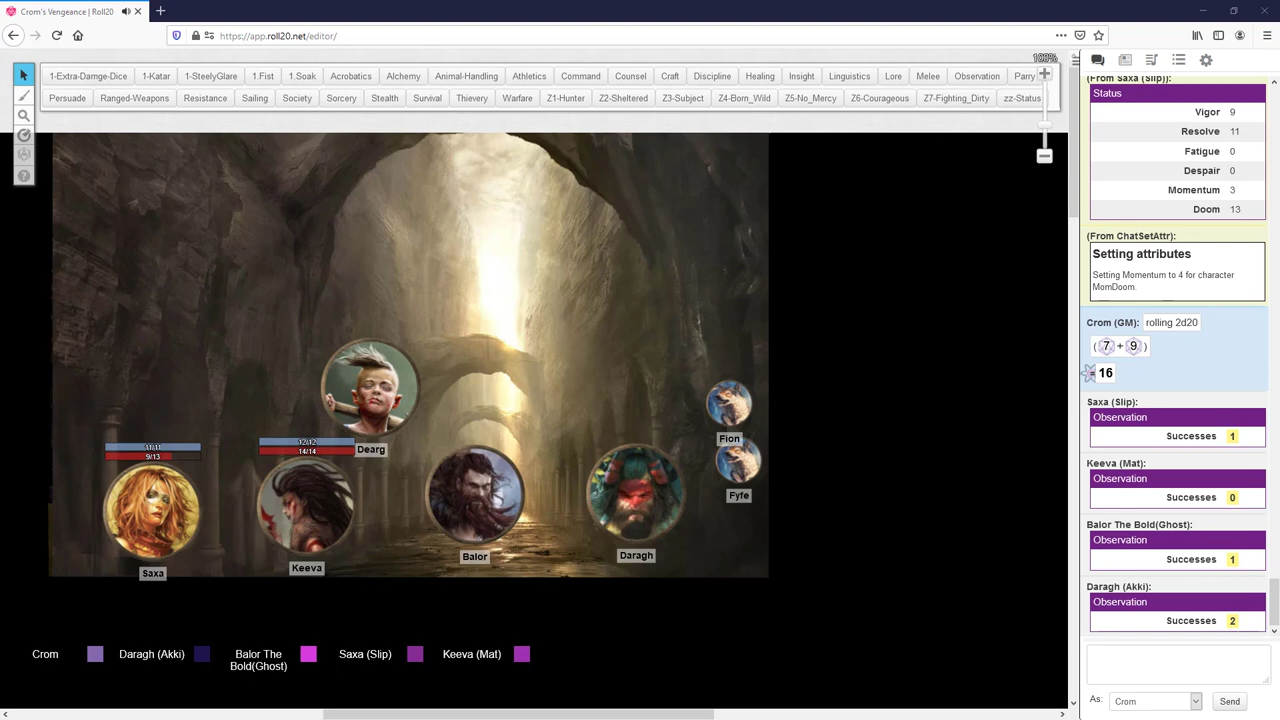 Crom's Vengeance | Roll20
https://app.roll20.net/editor/
100%
1-Extra-Damge-Dice 1-Katar 1-SteelyGlare 1.Fist 1.Soak Acrobatics Alchemy Animal-Handling Athletics Command Counsel Craft Discipline Healing Insight Linguistics Lore Melee Observation Parry
Persuade Ranged-Weapons Resistance Sailing Society Sorcery Stealth Survival Thievery Warfare Z1-Hunter Z2-Sheltered Z3-Subject Z4-Born_Wild Z5-No_Mercy Z6-Courageous Z7-Fighting_Dirty zz-Status
11/11
9/13
12/12
14/14
Dearg
Saxa
Keeva
Balor
Daragh
Fion
Fyfe
Crom
Daragh (Akki)
Balor The
Bold(Ghost)
Saxa (Slip)
Keeva (Mat)
(From Saxa (Slip)):
Status
Vigor 9
Resolve 11
Fatigue 0
Despair 0
Momentum 3
Doom 13
(From ChatSetAttr):
Setting attributes
Setting Momentum to 4 for character
MomDoom.
Crom (GM): rolling 2d20
(7+9)
= 16
Saxa (Slip):
Observation
Successes 1
Keeva (Mat):
Observation
Successes 0
Balor The Bold(Ghost):
Observation
Successes 1
Daragh (Akki):
Observation
Successes 2
As: Crom Send